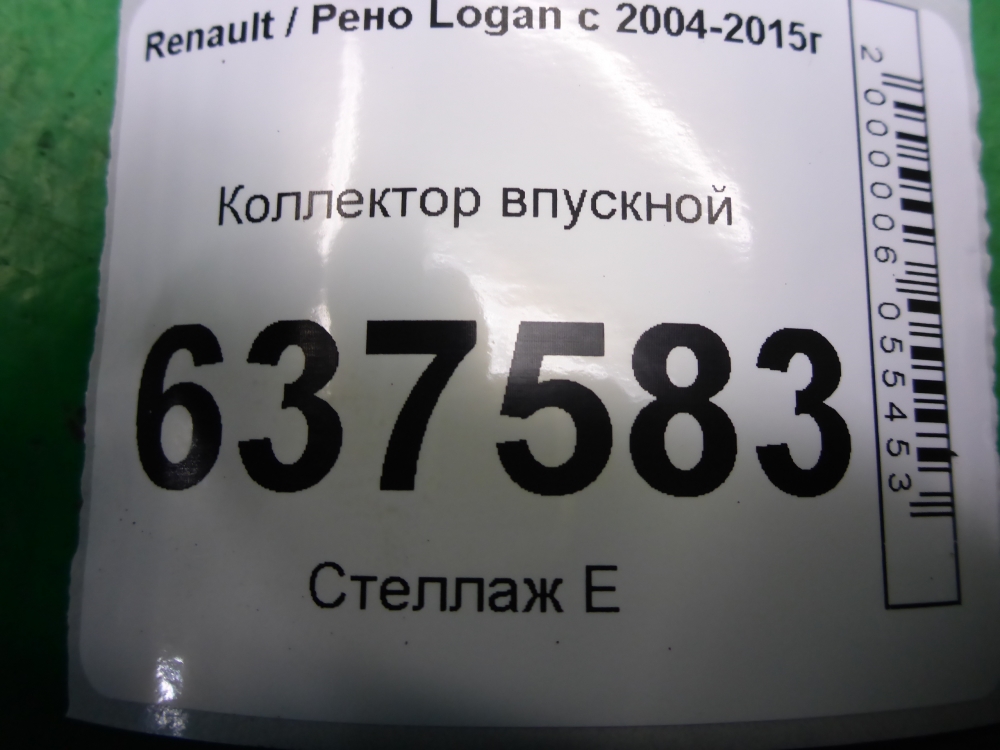 Renault / Рено Logan с 2004-2015г
Коллектор впускной
637583
Стеллаж Е
2000006055453